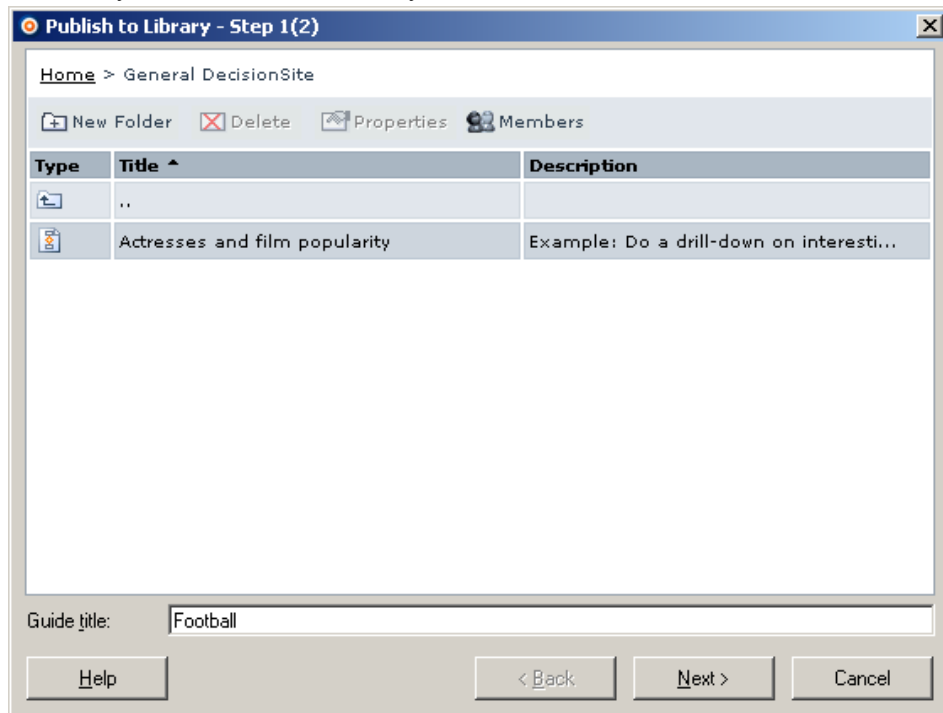 Publish to Library - Step 1(2)
Home > General DecisionSite
New Folder Delete Properties Members
Type Title Description
..
Actresses and film popularity Example: Do a drill-down on interesti...
Guide title: Football
Help < Back Next > Cancel